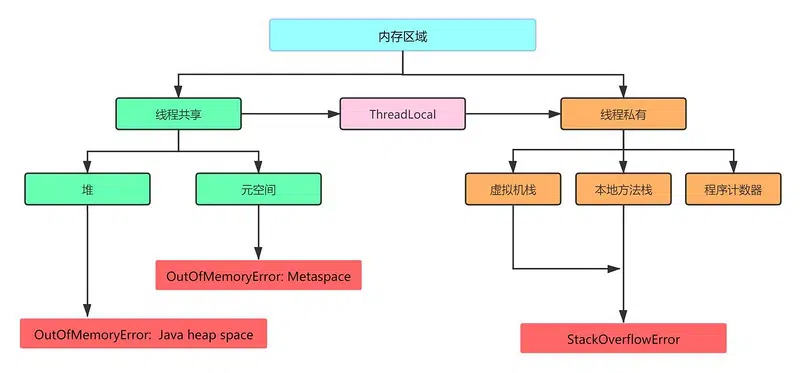 内存区域
线程共享
ThreadLocal
线程私有
堆
元空间
虚拟机栈
本地方法栈
程序计数器
OutOfMemoryError: Metaspace
OutOfMemoryError:  Java heap space
StackOverflowError